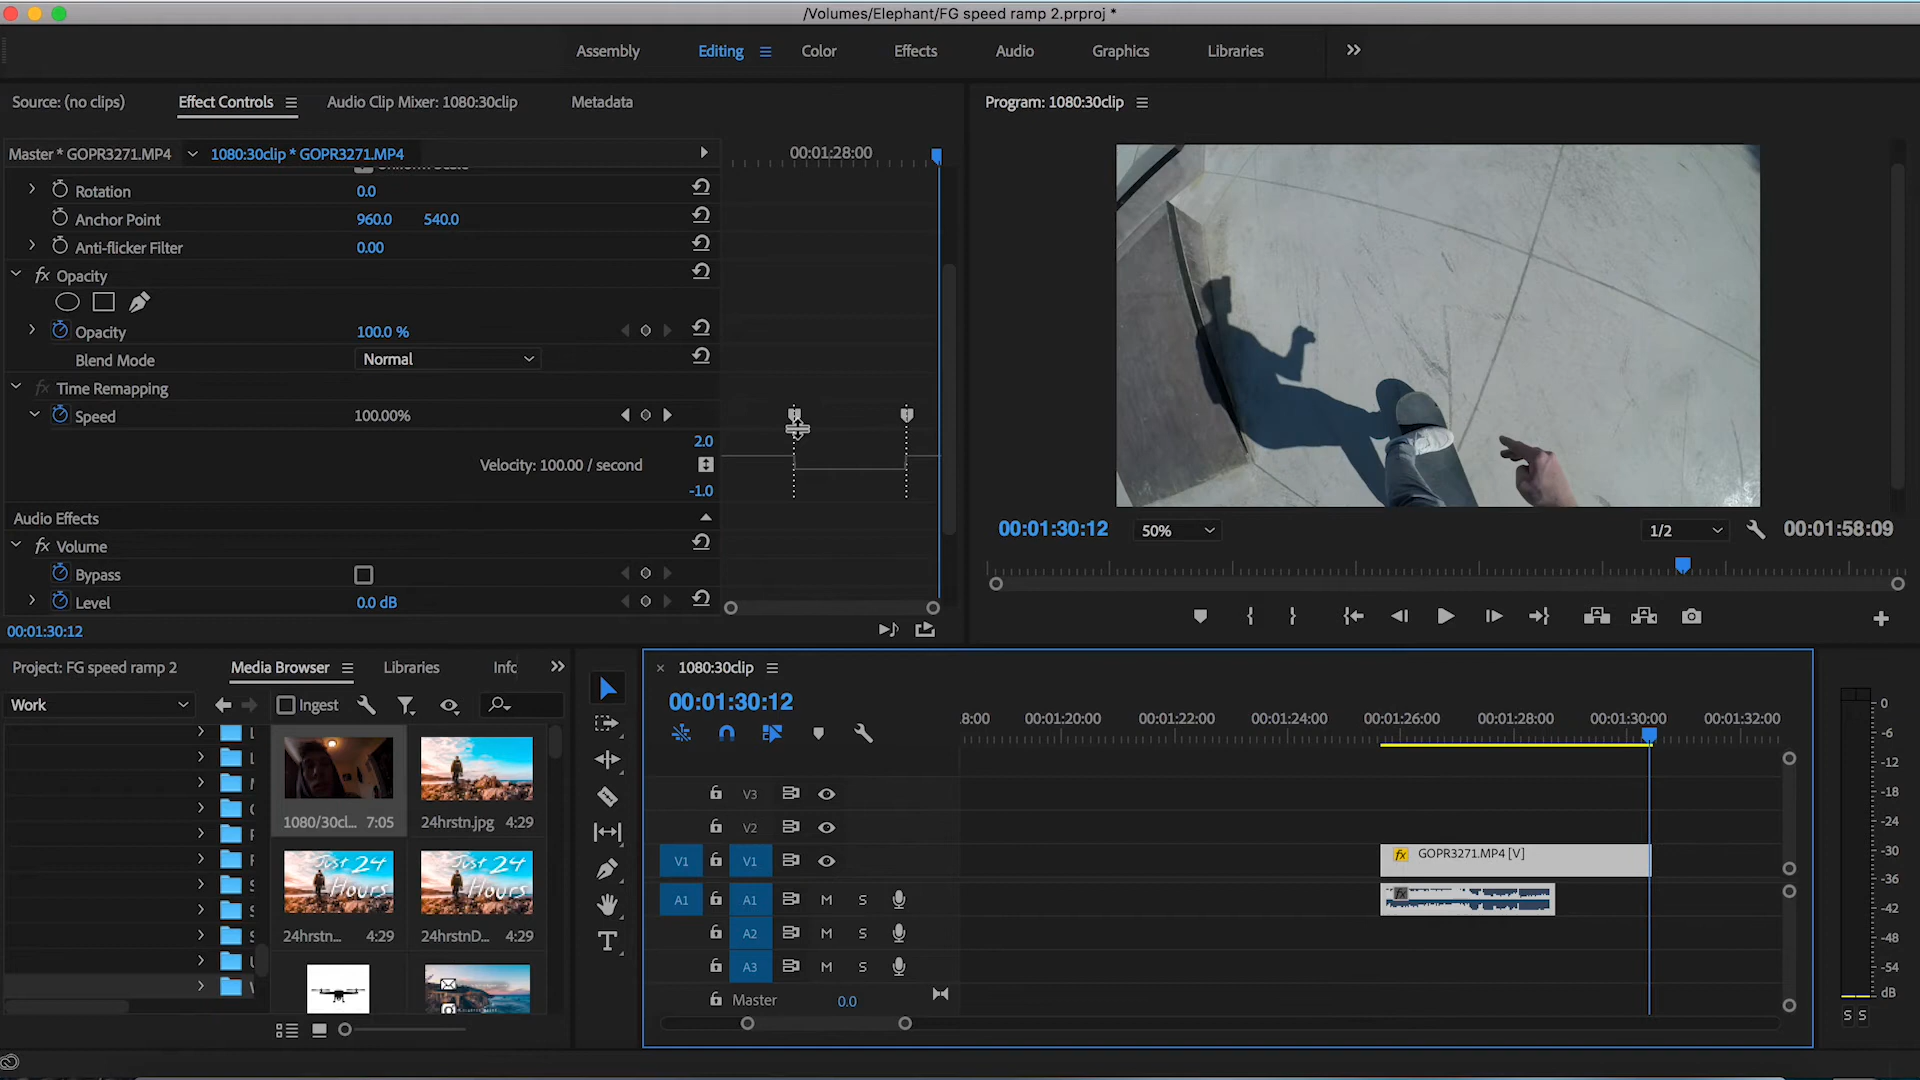 /Volumes/Elephant/FG speed ramp 2.prproj *
Assembly Editing Color Effects Audio Graphics Libraries
Source: (no clips) Effect Controls Audio Clip Mixer: 1080:30clip Metadata
Master * GOPR3271.MP4 1080:30clip * GOPR3271.MP4
00:01:28:00
Rotation 0.0
Anchor Point 960.0 540.0
Anti-flicker Filter 0.00
fx Opacity
Opacity 100.0 %
Blend Mode Normal
fx Time Remapping
Speed 100.00%
2.0
Velocity: 100.00 / second
-1.0
Audio Effects
fx Volume
Bypass
Level 0.0 dB
00:01:30:12
Program: 1080:30clip
00:01:30:12 50% 1/2 00:01:58:09
Project: FG speed ramp 2 Media Browser Libraries Info
Work Ingest
1080/30cl... 7:05
24hrstn.jpg 4:29
Just 24
Hours
Just 24
Hours
24hrstn... 4:29
24hrstnD... 4:29
1080:30clip
00:01:30:12
8:00 00:01:20:00 00:01:22:00 00:01:24:00 00:01:26:00 00:01:28:00 00:01:30:00 00:01:32:00
V3
V2
V1 V1 fx GOPR3271.MP4 [V]
A1 A1 M S fx
A2 M S
A3 M S
Master 0.0
0
-6
-12
-18
-24
-30
-36
-42
-48
-54
dB
S S